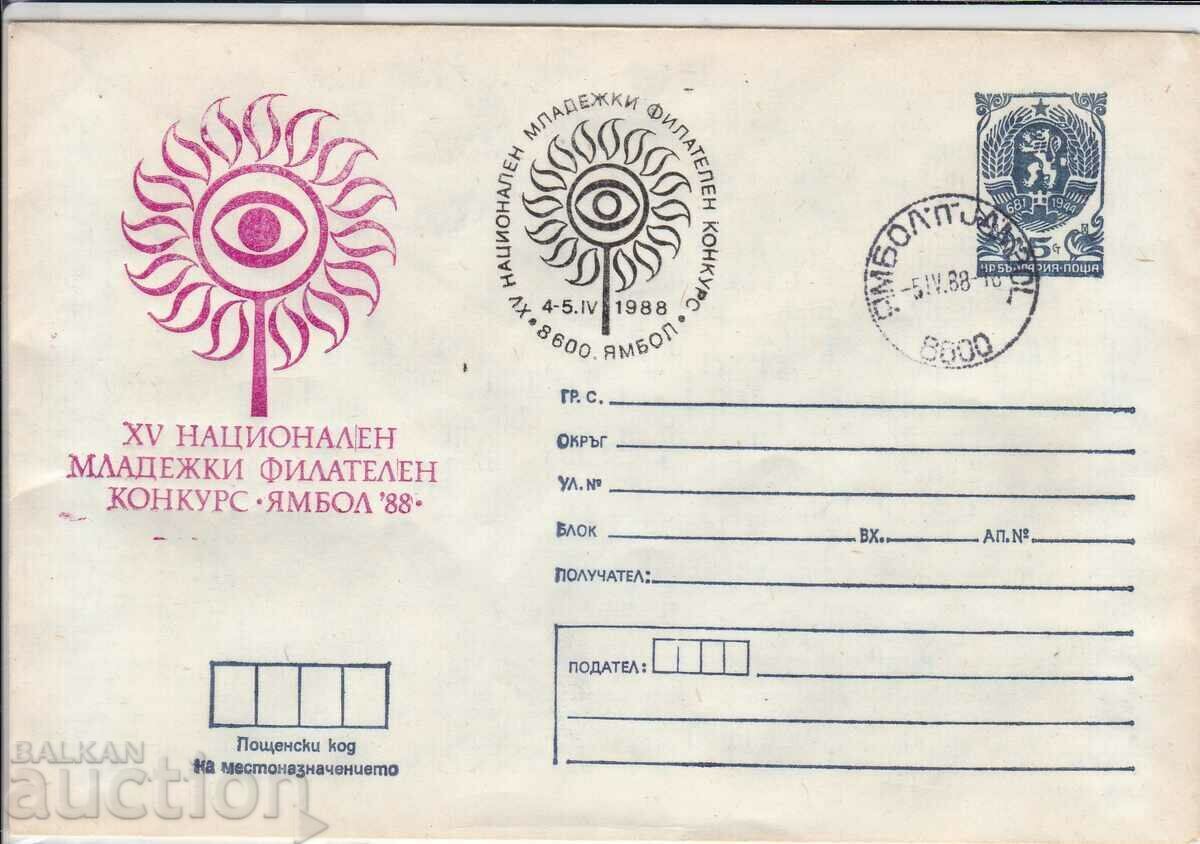 XV НАЦИОНАЛЕН
МЛАДЕЖКИ ФИЛАТЕЛЕН
КОНКУРС · ЯМБОЛ '88 ·
XV НАЦИОНАЛЕН МЛАДЕЖКИ ФИЛАТЕЛЕН КОНКУРС
4-5.IV 1988
· 8600. ЯМБОЛ ·
681 1944
5 СТ
НР БЪЛГАРИЯ·ПОЩА
ЯМБОЛ·П·JAMBOL
-5.IV.88-
8600
ГР. С.
ОКРЪГ
УЛ. №
БЛОК ВХ. АП. №
ПОЛУЧАТЕЛ:
ПОДАТЕЛ:
Пощенски код
на местоназначението
BALKAN
auction